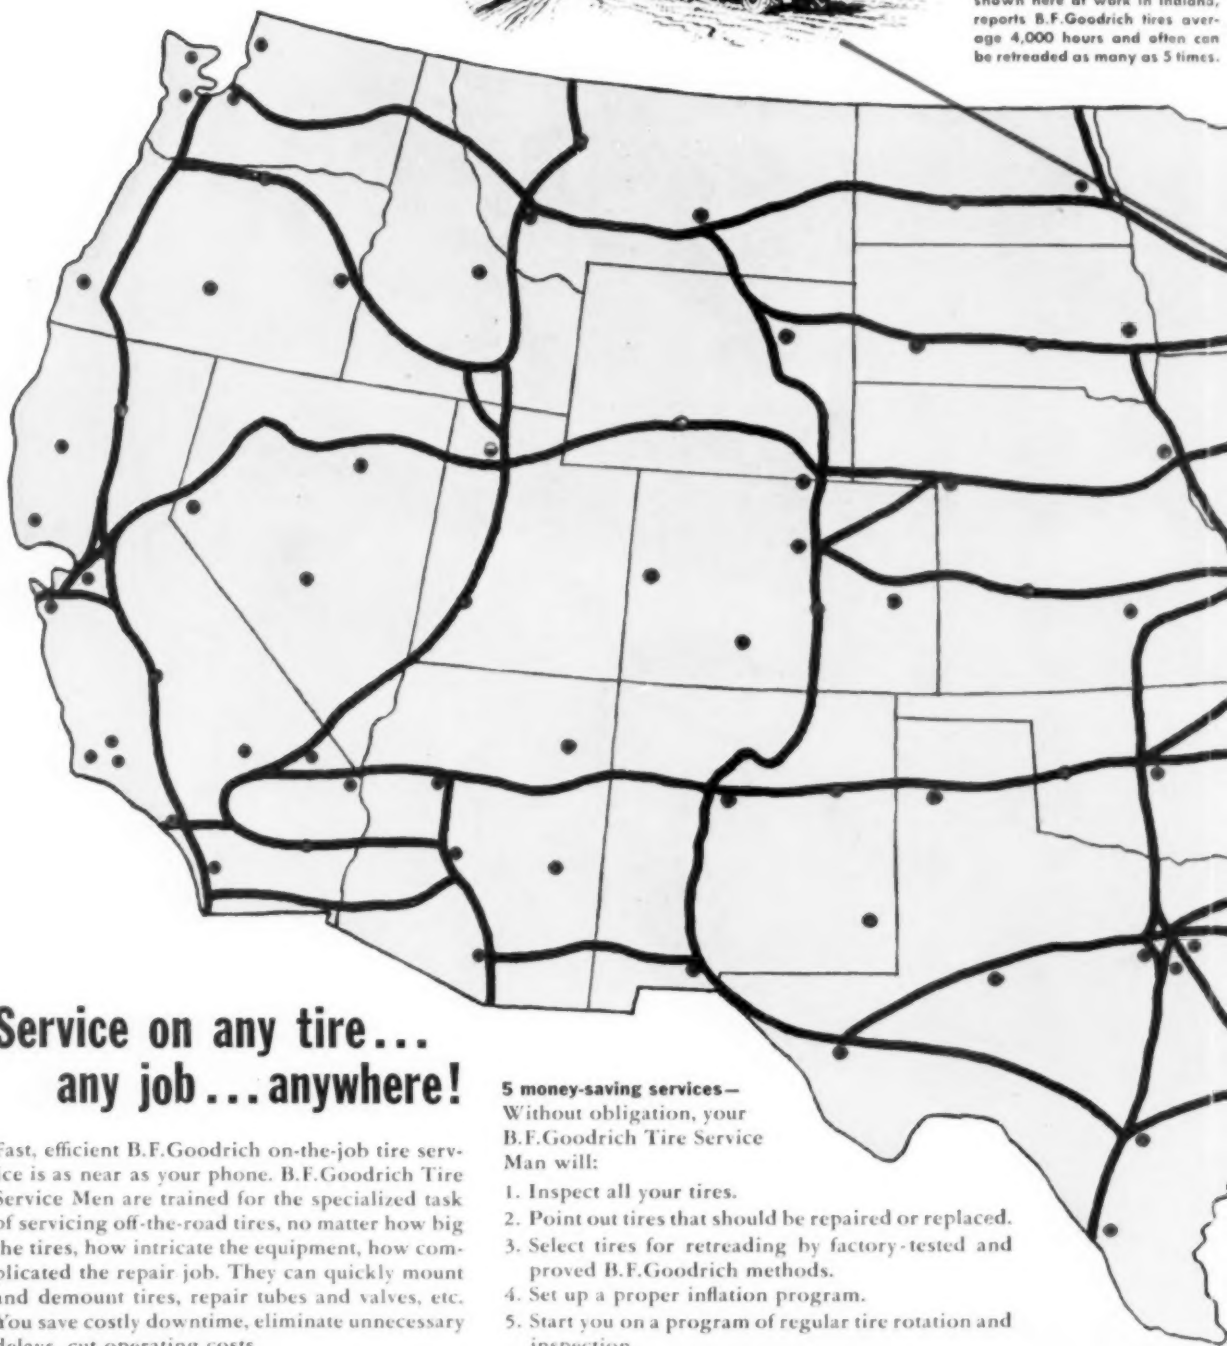 shown here at work in Indiana,
reports B.F.Goodrich tires aver-
age 4,000 hours and often can
be retreaded as many as 5 times.
Service on any tire...
any job...anywhere!
Fast, efficient B.F.Goodrich on-the-job tire serv-
ice is as near as your phone. B.F.Goodrich Tire
Service Men are trained for the specialized task
of servicing off-the-road tires, no matter how big
the tires, how intricate the equipment, how com-
plicated the repair job. They can quickly mount
and demount tires, repair tubes and valves, etc.
You save costly downtime, eliminate unnecessary
delays, cut operating costs.
5 money-saving services—
Without obligation, your
B.F.Goodrich Tire Service
Man will:
1. Inspect all your tires.
2. Point out tires that should be repaired or replaced.
3. Select tires for retreading by factory-tested and
proved B.F.Goodrich methods.
4. Set up a proper inflation program.
5. Start you on a program of regular tire rotation and
inspection.